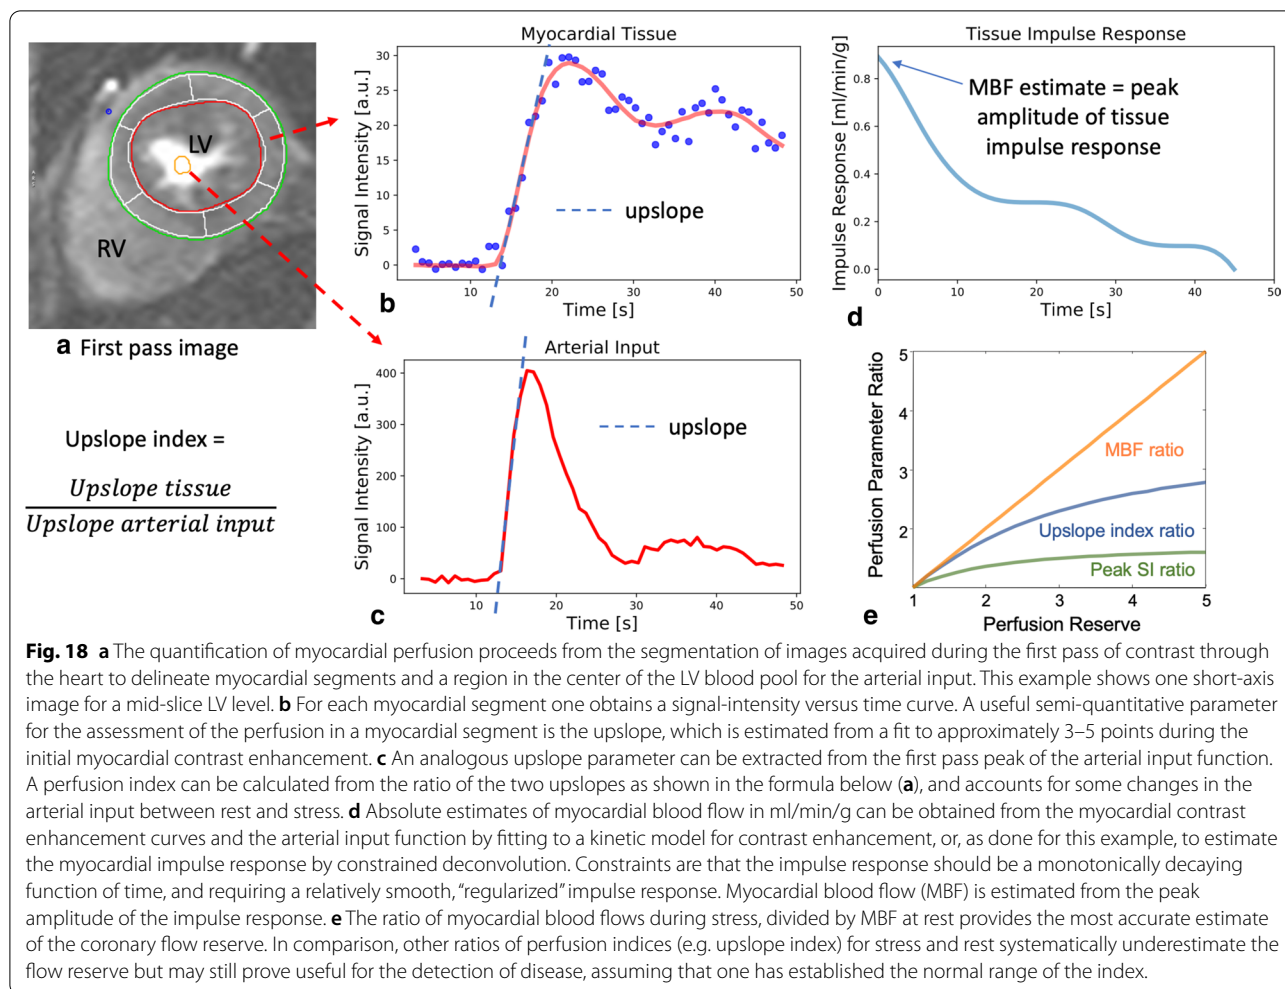 LV
RV
a First pass image
Upslope index =
Upslope tissue
Upslope arterial input
Myocardial Tissue
Signal Intensity [a.u.]
30
25
20
15
10
5
0
upslope
10
20
30
40
50
Time [s]
b
Arterial Input
Signal Intensity [a.u.]
400
300
200
100
0
upslope
10
20
30
40
50
Time [s]
c
Tissue Impulse Response
Impulse Response [ml/min/g]
0.8
0.6
0.4
0.2
0.0
MBF estimate = peak
amplitude of tissue
impulse response
0
10
20
30
40
50
Time [s]
d
Perfusion Parameter Ratio
5
4
3
2
MBF ratio
Upslope index ratio
Peak SI ratio
1
2
3
4
5
Perfusion Reserve
e
Fig. 18 a The quantification of myocardial perfusion proceeds from the segmentation of images acquired during the first pass of contrast through
the heart to delineate myocardial segments and a region in the center of the LV blood pool for the arterial input. This example shows one short-axis
image for a mid-slice LV level. b For each myocardial segment one obtains a signal-intensity versus time curve. A useful semi-quantitative parameter
for the assessment of the perfusion in a myocardial segment is the upslope, which is estimated from a fit to approximately 3–5 points during the
initial myocardial contrast enhancement. c An analogous upslope parameter can be extracted from the first pass peak of the arterial input function.
A perfusion index can be calculated from the ratio of the two upslopes as shown in the formula below (a), and accounts for some changes in the
arterial input between rest and stress. d Absolute estimates of myocardial blood flow in ml/min/g can be obtained from the myocardial contrast
enhancement curves and the arterial input function by fitting to a kinetic model for contrast enhancement, or, as done for this example, to estimate
the myocardial impulse response by constrained deconvolution. Constraints are that the impulse response should be a monotonically decaying
function of time, and requiring a relatively smooth, “regularized” impulse response. Myocardial blood flow (MBF) is estimated from the peak
amplitude of the impulse response. e The ratio of myocardial blood flows during stress, divided by MBF at rest provides the most accurate estimate
of the coronary flow reserve. In comparison, other ratios of perfusion indices (e.g. upslope index) for stress and rest systematically underestimate the
flow reserve but may still prove useful for the detection of disease, assuming that one has established the normal range of the index.